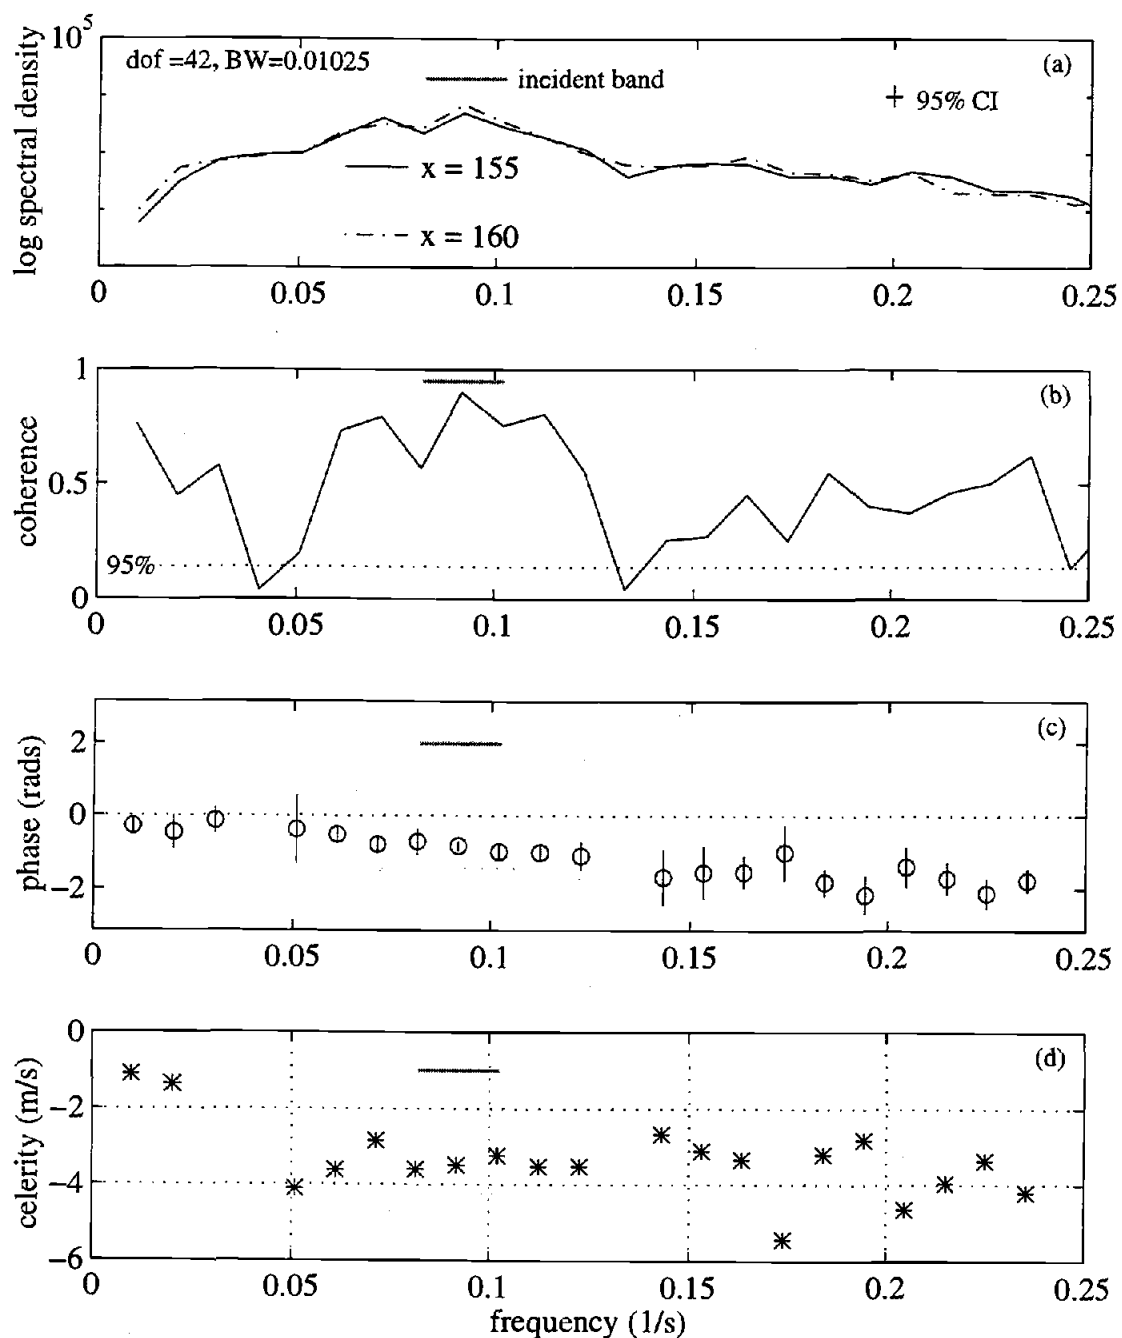 10^5
log spectral density
dof =42, BW=0.01025
incident band
(a)
95% CI
x = 155
x = 160
0 0.05 0.1 0.15 0.2 0.25
coherence
1
0.5
0
(b)
95%
0 0.05 0.1 0.15 0.2 0.25
phase (rads)
2
0
−2
(c)
0 0.05 0.1 0.15 0.2 0.25
celerity (m/s)
0
−2
−4
−6
(d)
0 0.05 0.1 0.15 0.2 0.25
frequency (1/s)